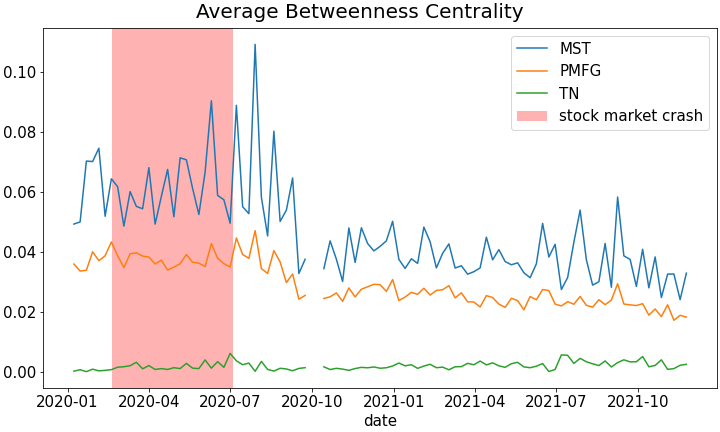 Average Betweenness Centrality
MST
PMFG
TN
stock market crash
0.10
0.08
0.06
0.04
0.02
0.00
2020-01 2020-04 2020-07 2020-10 2021-01 2021-04 2021-07 2021-10
date